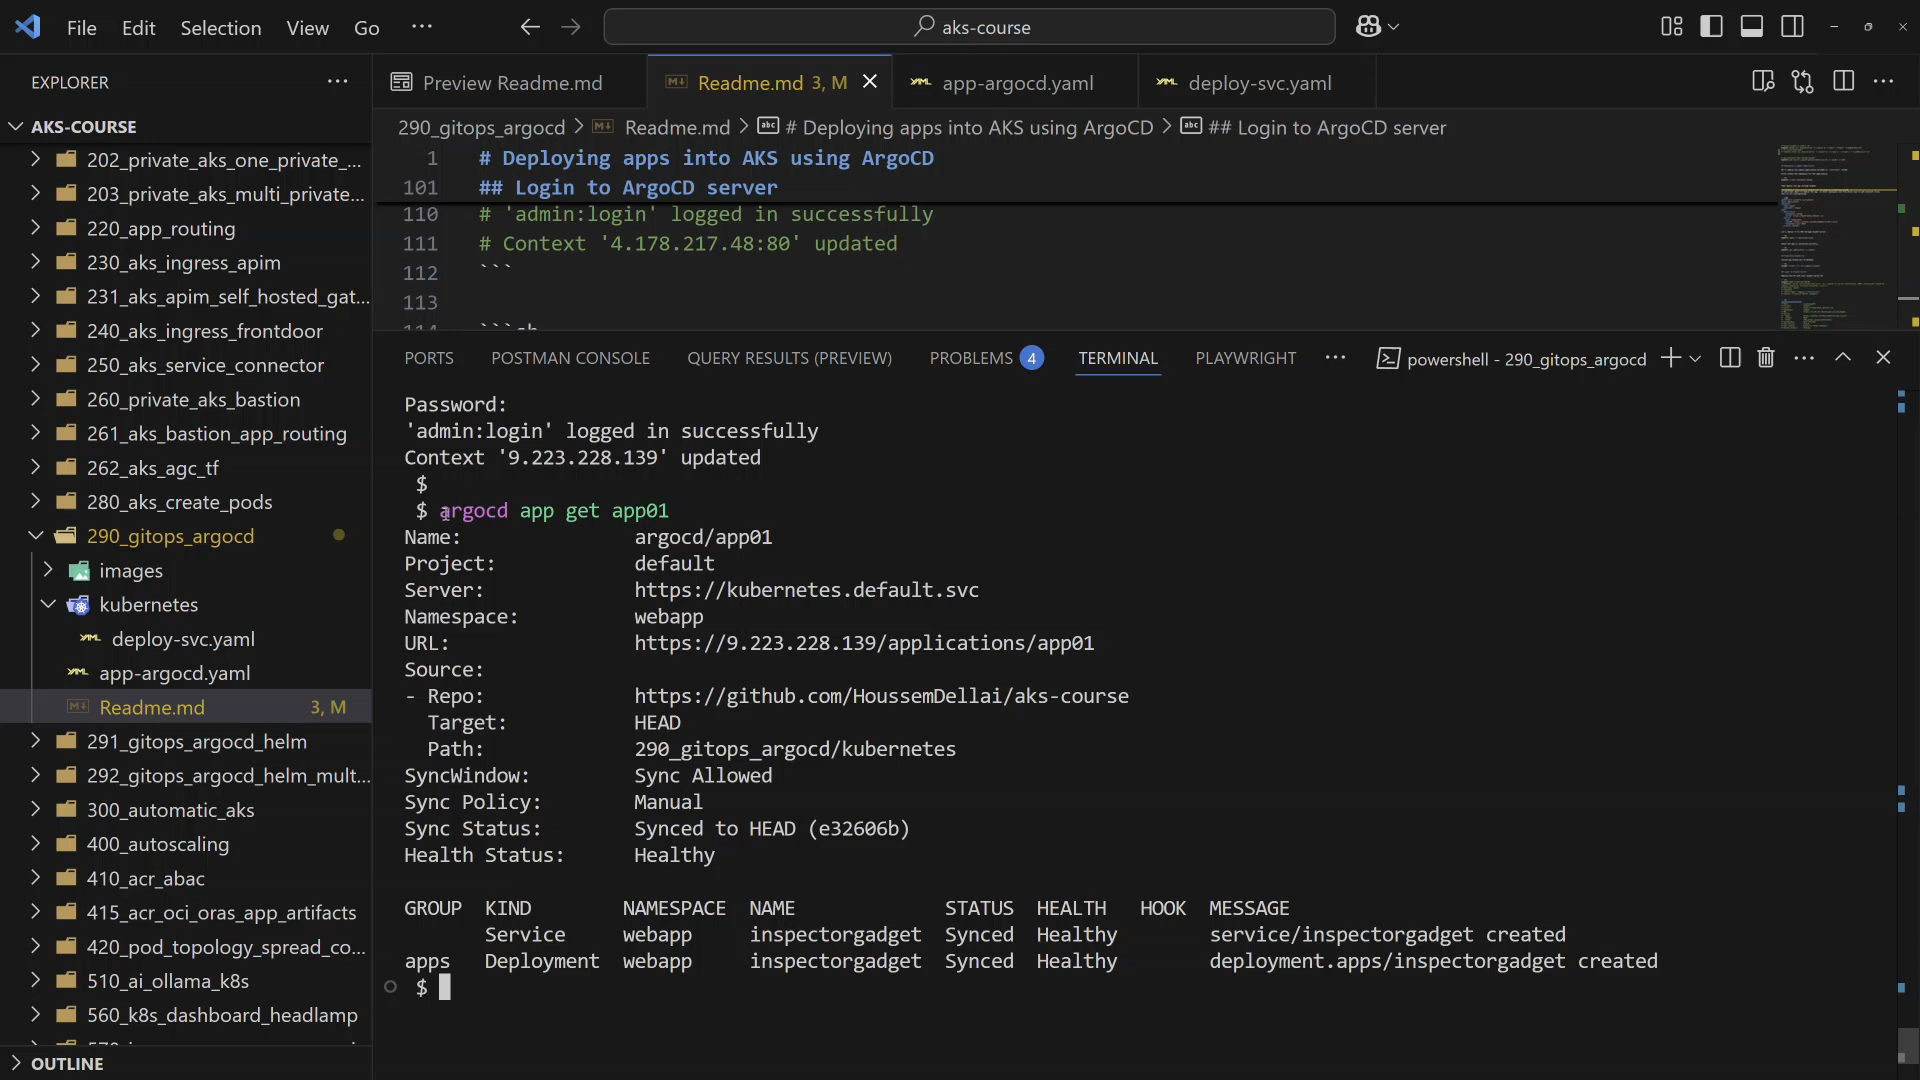 File Edit Selection View Go ···
aks-course
EXPLORER
AKS-COURSE
202_private_aks_one_private_...
203_private_aks_multi_private...
220_app_routing
230_aks_ingress_apim
231_aks_apim_self_hosted_gat...
240_aks_ingress_frontdoor
250_aks_service_connector
260_private_aks_bastion
261_aks_bastion_app_routing
262_aks_agc_tf
280_aks_create_pods
290_gitops_argocd
images
kubernetes
deploy-svc.yaml
app-argocd.yaml
Readme.md 3, M
291_gitops_argocd_helm
292_gitops_argocd_helm_mult...
300_automatic_aks
400_autoscaling
410_acr_abac
415_acr_oci_oras_app_artifacts
420_pod_topology_spread_co...
510_ai_ollama_k8s
560_k8s_dashboard_headlamp
OUTLINE
Preview Readme.md
Readme.md 3, M
app-argocd.yaml
deploy-svc.yaml
290_gitops_argocd > Readme.md > # Deploying apps into AKS using ArgoCD > ## Login to ArgoCD server
1 # Deploying apps into AKS using ArgoCD
101 ## Login to ArgoCD server
110 # 'admin:login' logged in successfully
111 # Context '4.178.217.48:80' updated
112 ```
113
114 ```sh
PORTS POSTMAN CONSOLE QUERY RESULTS (PREVIEW) PROBLEMS 4 TERMINAL PLAYWRIGHT ··· powershell - 290_gitops_argocd
Password:
'admin:login' logged in successfully
Context '9.223.228.139' updated
$
$ argocd app get app01
Name: argocd/app01
Project: default
Server: https://kubernetes.default.svc
Namespace: webapp
URL: https://9.223.228.139/applications/app01
Source:
- Repo: https://github.com/HoussemDellai/aks-course
Target: HEAD
Path: 290_gitops_argocd/kubernetes
SyncWindow: Sync Allowed
Sync Policy: Manual
Sync Status: Synced to HEAD (e32606b)
Health Status: Healthy
GROUP KIND NAMESPACE NAME STATUS HEALTH HOOK MESSAGE
Service webapp inspectorgadget Synced Healthy service/inspectorgadget created
apps Deployment webapp inspectorgadget Synced Healthy deployment.apps/inspectorgadget created
$